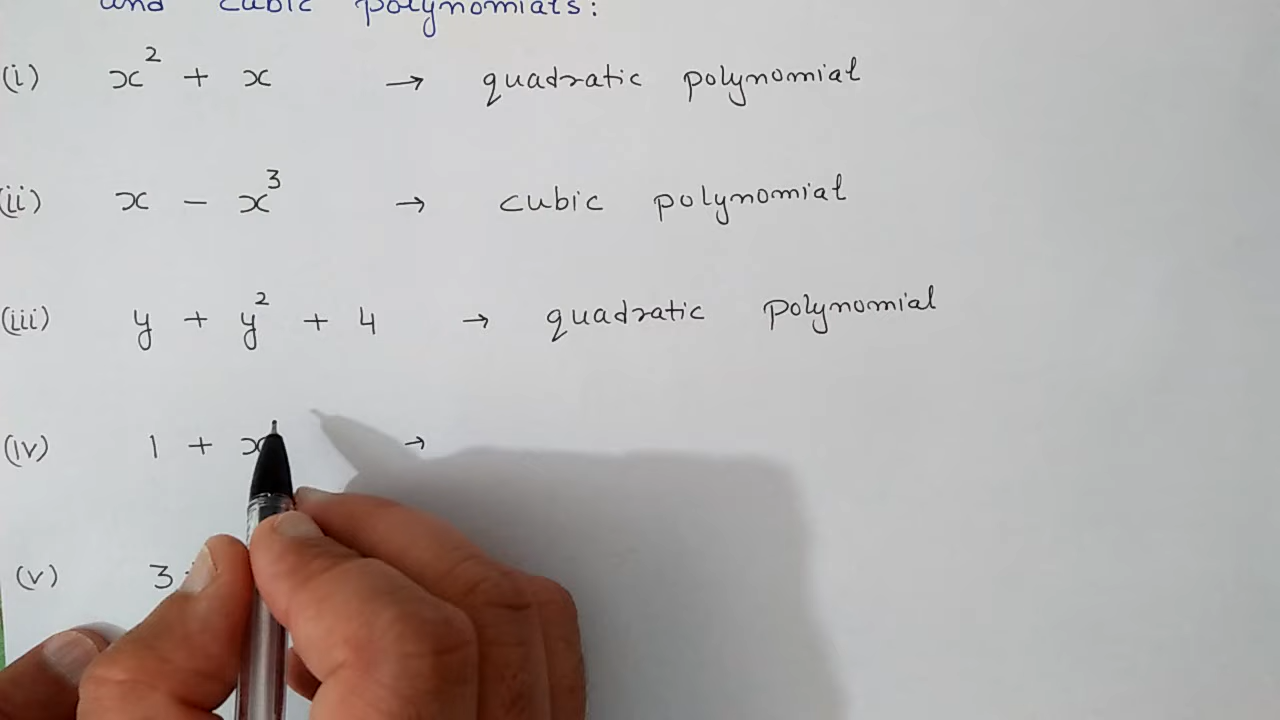 and cubic polynomials:
(i) x² + x → quadratic polynomial
(ii) x - x³ → cubic polynomial
(iii) y + y² + 4 → quadratic polynomial
(iv) 1 + x →
(v) 3